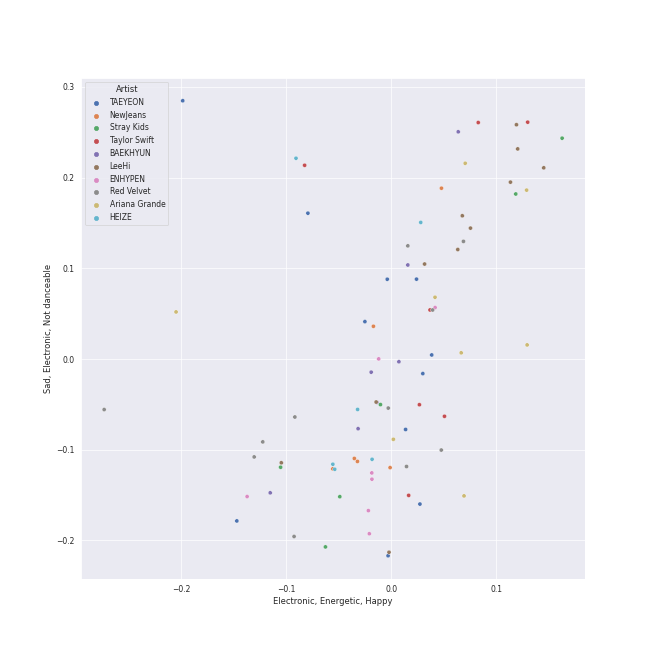 0.3
0.2
0.1
0.0
−0.1
−0.2
Sad, Electronic, Not danceable
Artist
TAEYEON
NewJeans
Stray Kids
Taylor Swift
BAEKHYUN
LeeHi
ENHYPEN
Red Velvet
Ariana Grande
HEIZE
−0.2
−0.1
0.0
0.1
Electronic, Energetic, Happy